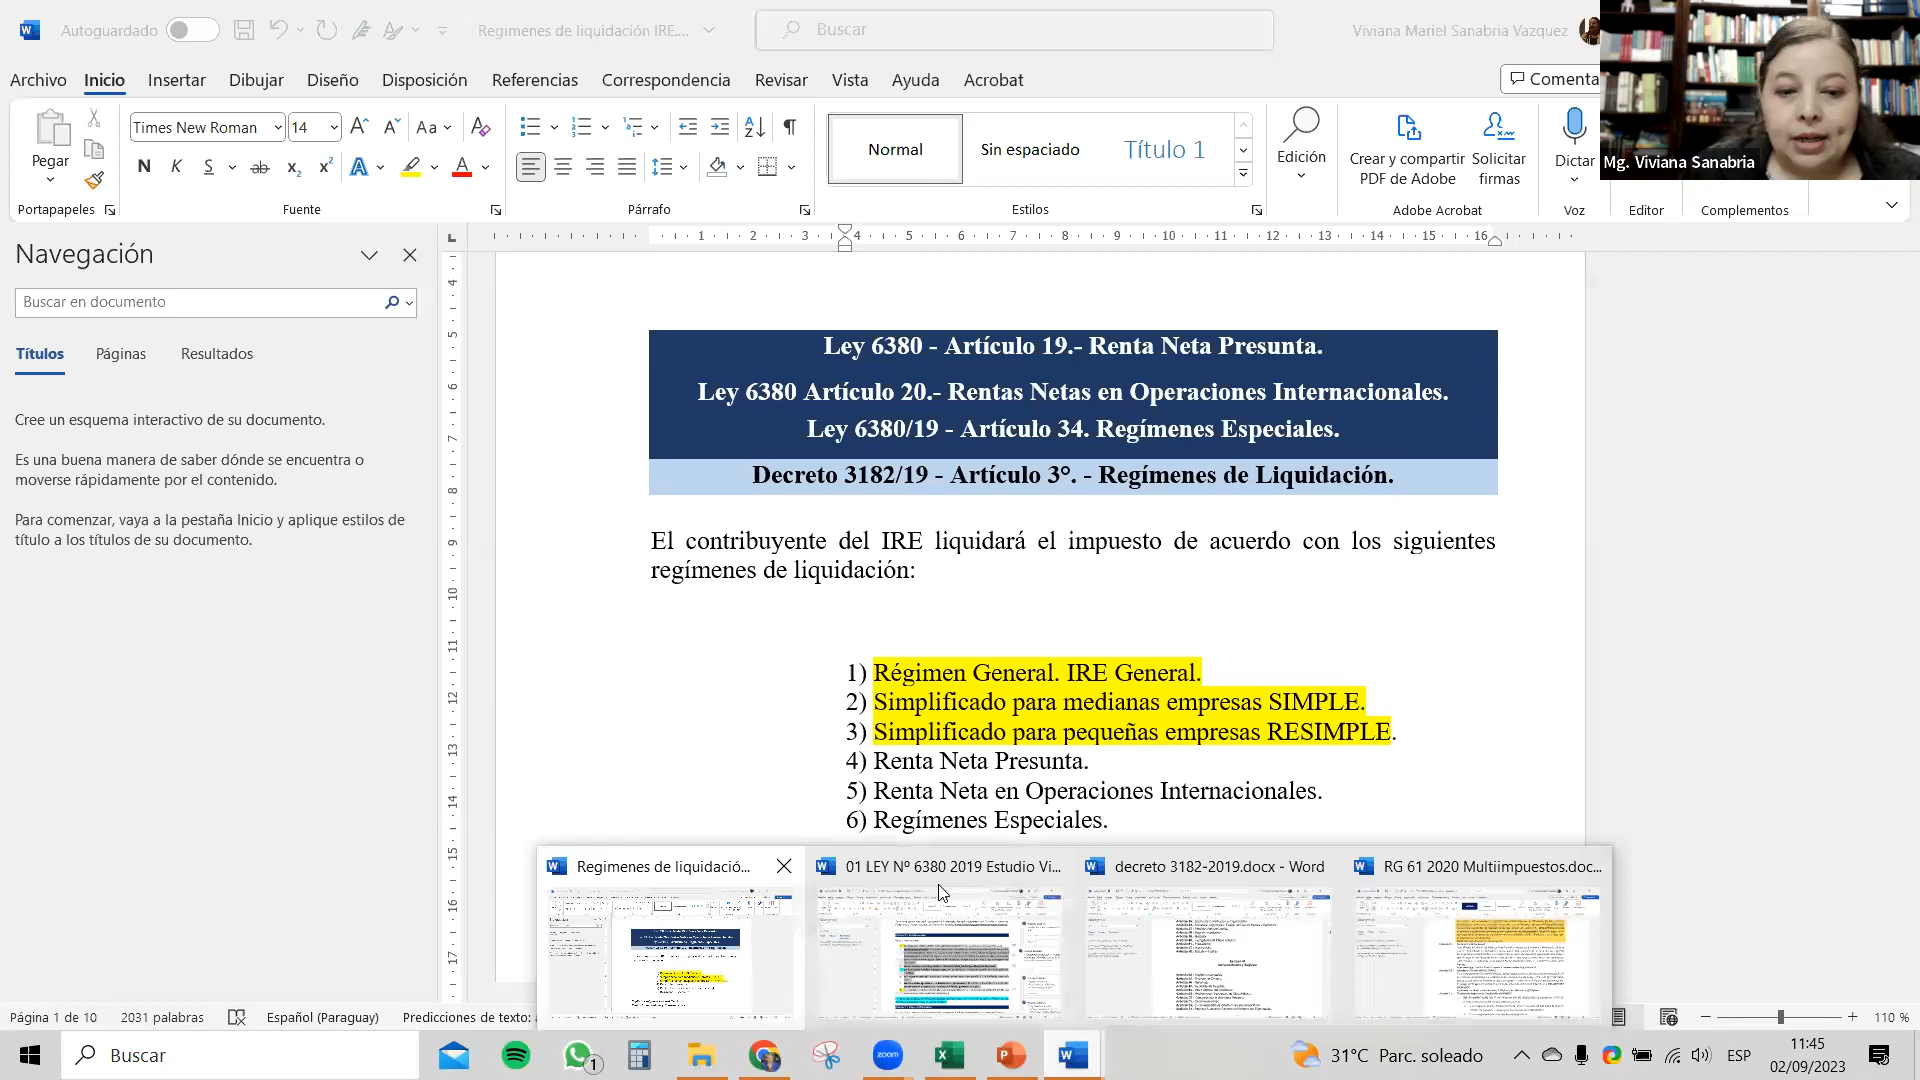 Autoguardado
Regimenes de liquidación IRE....
Buscar
Viviana Mariel Sanabria Vazquez
Archivo Inicio Insertar Dibujar Diseño Disposición Referencias Correspondencia Revisar Vista Ayuda Acrobat
Comenta
Pegar
Portapapeles
Times New Roman 14
Fuente
Párrafo
Normal
Sin espaciado
Título 1
Estilos
Edición
Crear y compartir
PDF de Adobe
Solicitar
firmas
Adobe Acrobat
Dictar
Voz
Editor
Complementos
Mg. Viviana Sanabria
Navegación
Buscar en documento
Títulos Páginas Resultados
Cree un esquema interactivo de su documento.
Es una buena manera de saber dónde se encuentra o
moverse rápidamente por el contenido.
Para comenzar, vaya a la pestaña Inicio y aplique estilos de
título a los títulos de su documento.
Ley 6380 - Artículo 19.- Renta Neta Presunta.
Ley 6380 Artículo 20.- Rentas Netas en Operaciones Internacionales.
Ley 6380/19 - Artículo 34. Regímenes Especiales.
Decreto 3182/19 - Artículo 3°. - Regímenes de Liquidación.
El contribuyente del IRE liquidará el impuesto de acuerdo con los siguientes
regímenes de liquidación:
1) Régimen General. IRE General.
2) Simplificado para medianas empresas SIMPLE.
3) Simplificado para pequeñas empresas RESIMPLE.
4) Renta Neta Presunta.
5) Renta Neta en Operaciones Internacionales.
6) Regímenes Especiales.
Regimenes de liquidació...
01 LEY Nº 6380 2019 Estudio Vi...
decreto 3182-2019.docx - Word
RG 61 2020 Multiimpuestos.doc...
Página 1 de 10
2031 palabras
Español (Paraguay)
Predicciones de texto:
110 %
Buscar
zoom
1
31°C Parc. soleado
ESP
11:45
02/09/2023